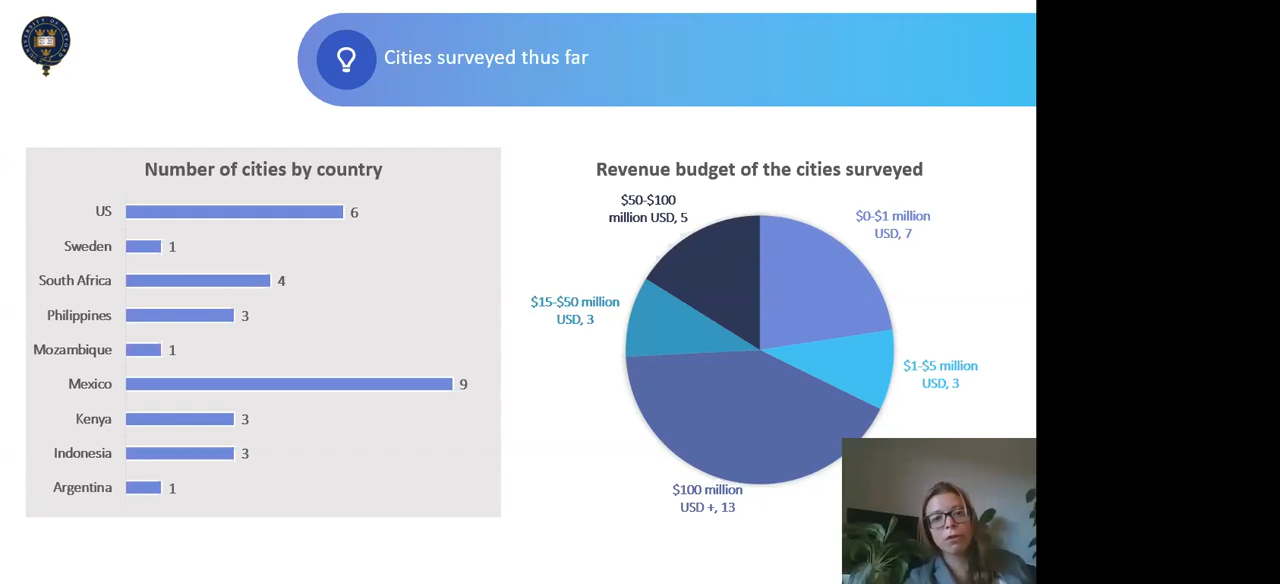 Cities surveyed thus far
Number of cities by country
US 6
Sweden 1
South Africa 4
Philippines 3
Mozambique 1
Mexico 9
Kenya 3
Indonesia 3
Argentina 1
Revenue budget of the cities surveyed
$50-$100
million USD, 5
$0-$1 million
USD, 7
$15-$50 million
USD, 3
$1-$5 million
USD, 3
$100 million
USD +, 13